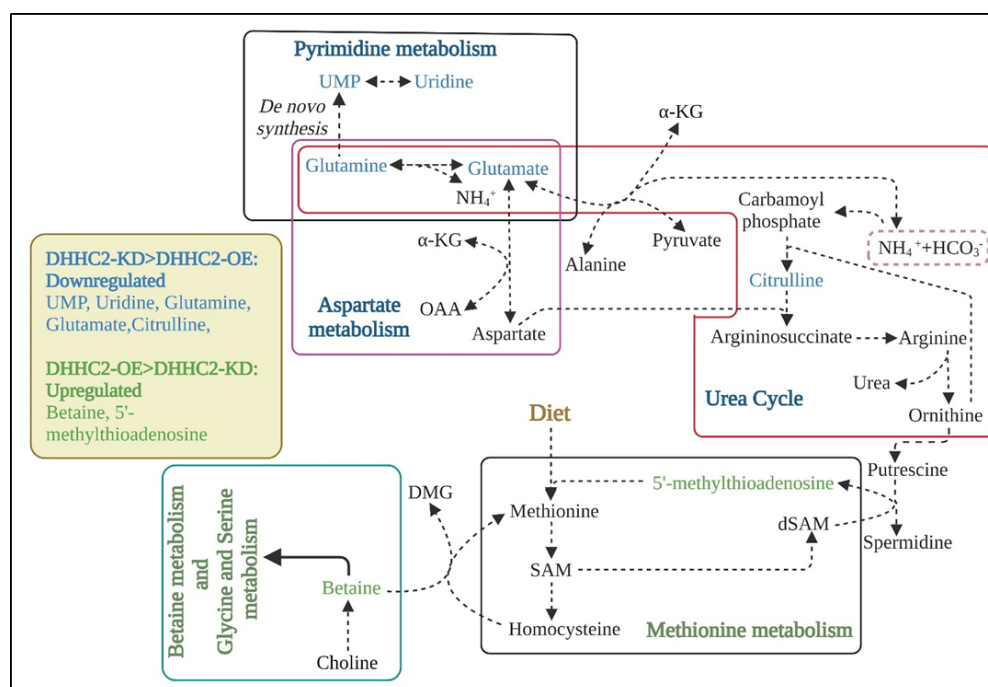 Pyrimidine metabolism
UMP
Uridine
De novo
synthesis
α-KG
Glutamine
Glutamate
NH₄⁺
Carbamoyl
phosphate
NH₄⁺+HCO₃⁻
α-KG
Alanine
Pyruvate
Citrulline
Aspartate
metabolism
OAA
Aspartate
Argininosuccinate
Arginine
Urea
Urea Cycle
Ornithine
DHHC2-KD>DHHC2-OE:
Downregulated
UMP, Uridine, Glutamine,
Glutamate,Citrulline,
DHHC2-OE>DHHC2-KD:
Upregulated
Betaine, 5'-
methylthioadenosine
Diet
Putrescine
DMG
Methionine
5'-methylthioadenosine
dSAM
Spermidine
SAM
Homocysteine
Methionine metabolism
Betaine metabolism
and
Glycine and Serine
metabolism
Betaine
Choline